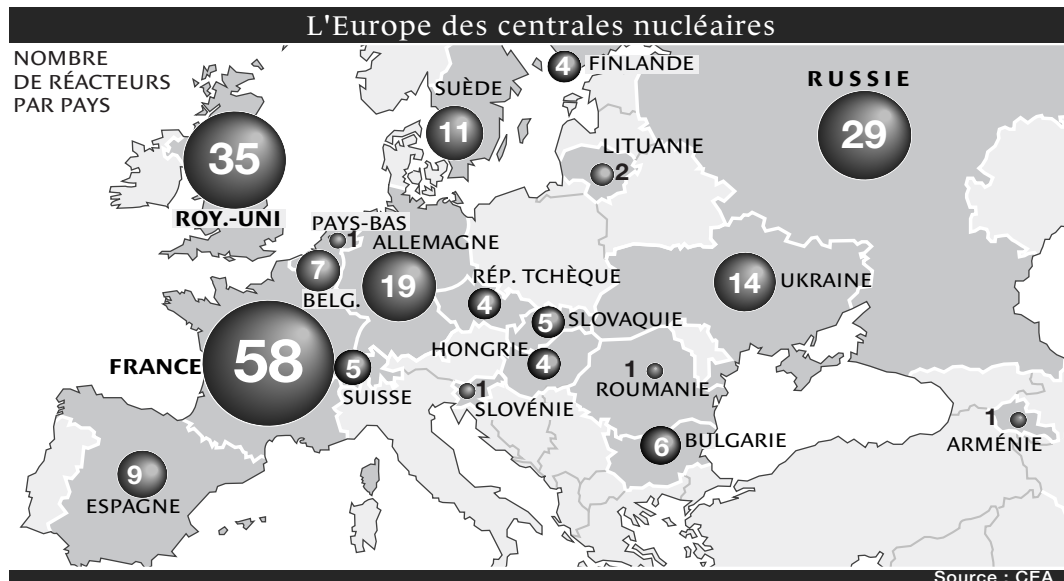 L'Europe des centrales nucléaires
NOMBRE
DE RÉACTEURS
PAR PAYS
4 FINLANDE
SUÈDE
11
RUSSIE
29
35
ROY.-UNI
LITUANIE
2
PAYS-BAS
1
ALLEMAGNE
19
7
BELG.
RÉP. TCHÈQUE
4
14 UKRAINE
5 SLOVAQUIE
FRANCE 58
5
SUISSE
HONGRIE 4
1
ROUMANIE
1
SLOVÉNIE
6 BULGARIE
1
ARMÉNIE
9
ESPAGNE
Source : CEA